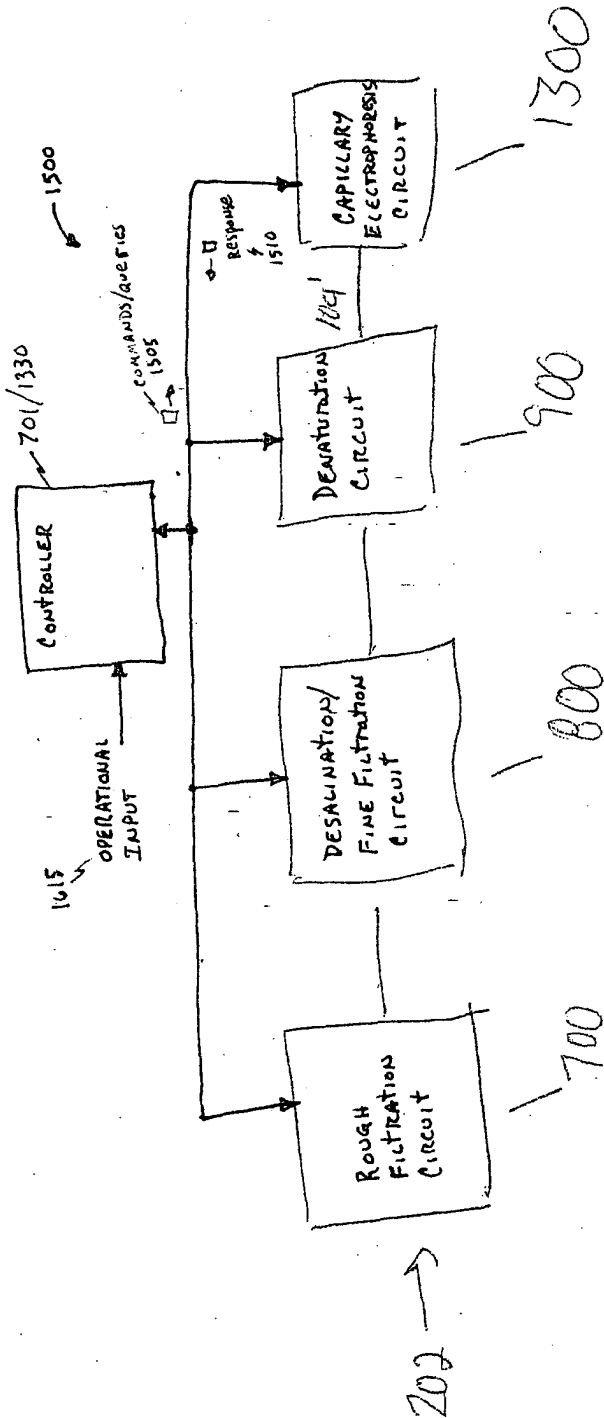 1500
701/1330
CONTROLLER
1615
OPERATIONAL
INPUT
COMMANDS/queries
1505
Response
1510
ROUGH
FILTRATION
CIRCUIT
DESALINATION/
FINE FILTRATION
CIRCUIT
DENATURATION
CIRCUIT
CAPILLARY
ELECTROPHORESIS
CIRCUIT
202
700
800
900
1300